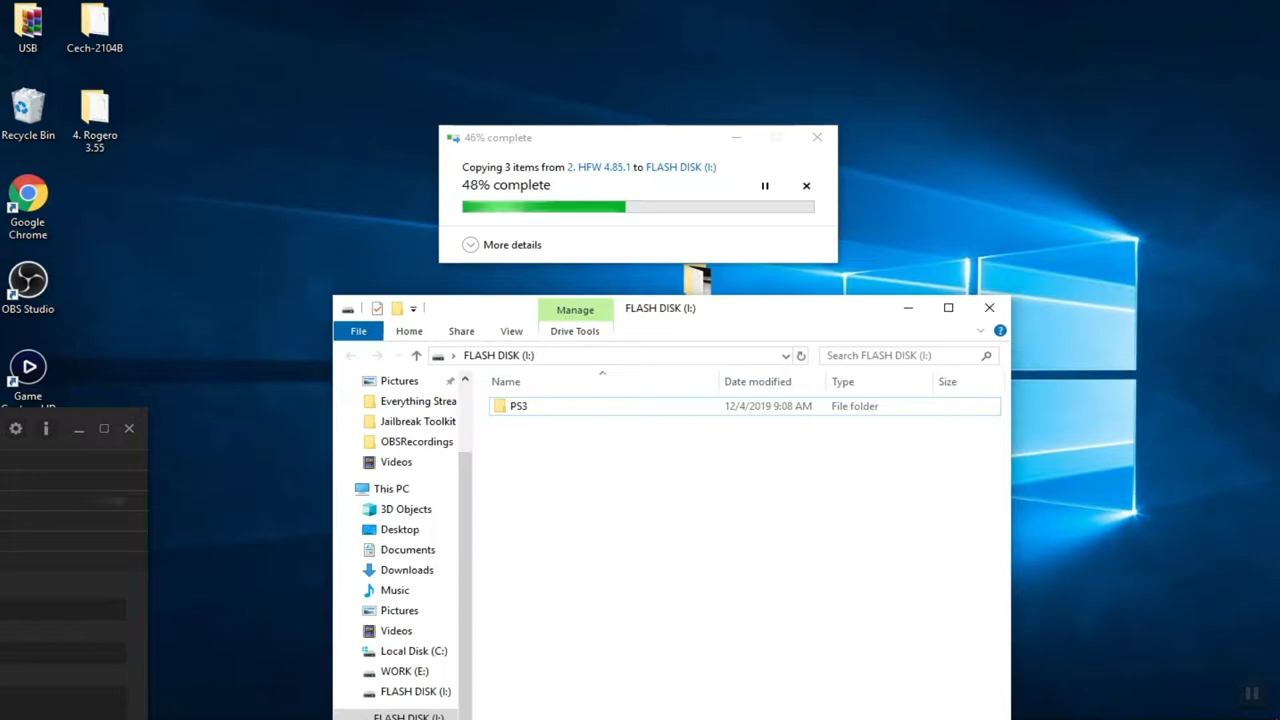 USB
Cech-2104B
Recycle Bin
4. Rogero
3.55
Google
Chrome
OBS Studio
Game
46% complete
Copying 3 items from 2. HFW 4.85.1 to FLASH DISK (I:)
48% complete
More details
Manage
FLASH DISK (I:)
File
Home
Share
View
Drive Tools
FLASH DISK (I:)
Search FLASH DISK (I:)
Name
Date modified
Type
Size
Pictures
Everything Strea
Jailbreak Toolkit
OBSRecordings
Videos
This PC
3D Objects
Desktop
Documents
Downloads
Music
Pictures
Videos
Local Disk (C:)
WORK (E:)
FLASH DISK (I:)
FLASH DISK (I:)
PS3
12/4/2019 9:08 AM
File folder